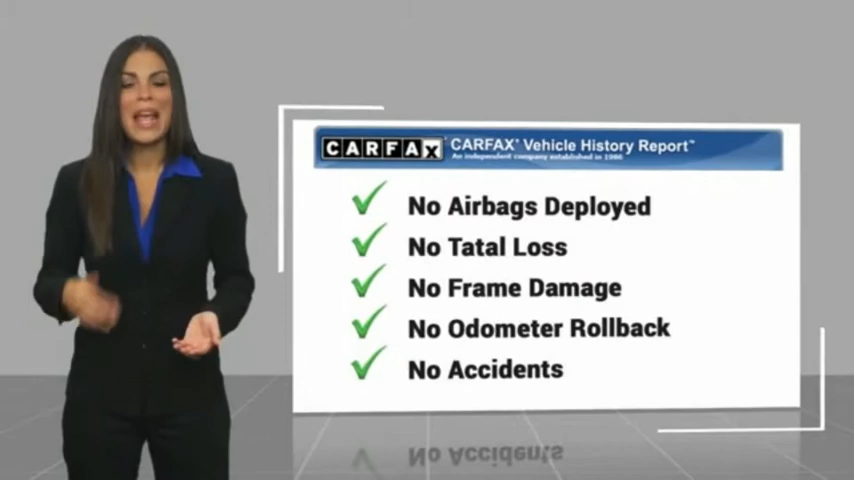 CARFAX CARFAX® Vehicle History Report™
An independent company established in 1986
No Airbags Deployed
No Tatal Loss
No Frame Damage
No Odometer Rollback
No Accidents
No Accidents